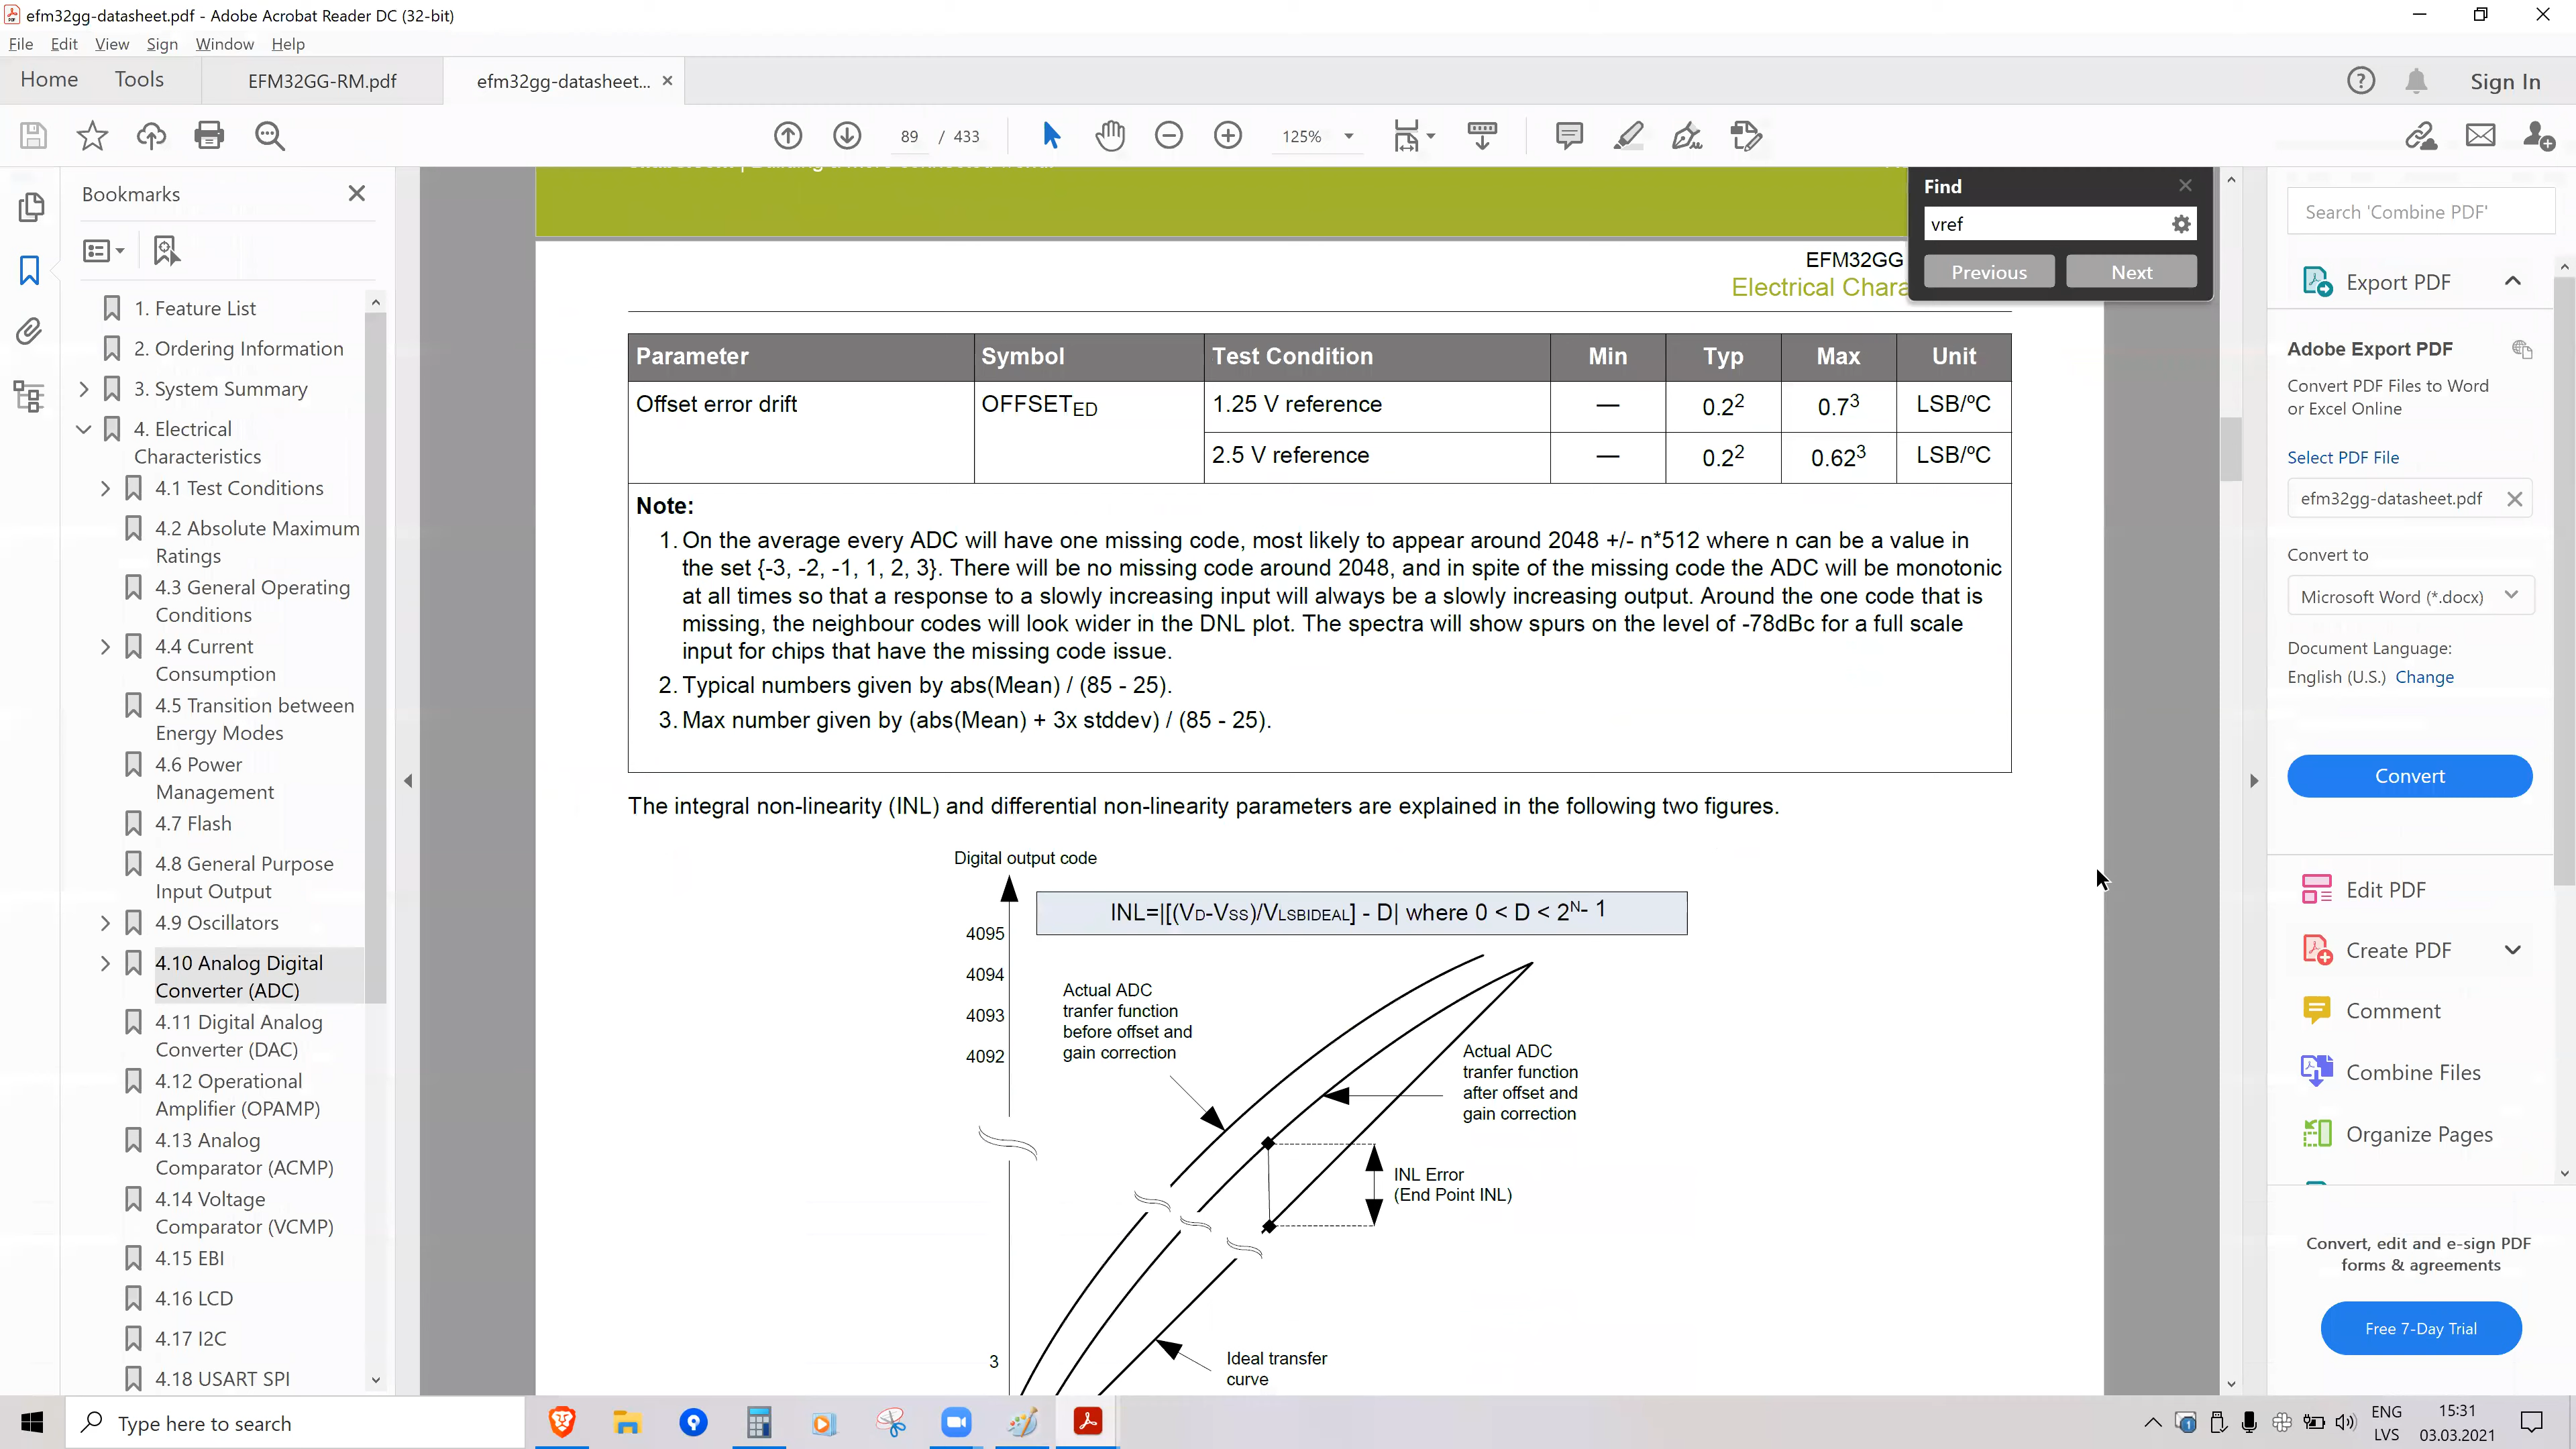 efm32gg-datasheet.pdf - Adobe Acrobat Reader DC (32-bit)
File Edit View Sign Window Help
Home Tools EFM32GG-RM.pdf efm32gg-datasheet... Sign In
89 / 433 125%
Bookmarks
1. Feature List
2. Ordering Information
3. System Summary
4. Electrical
Characteristics
4.1 Test Conditions
4.2 Absolute Maximum
Ratings
4.3 General Operating
Conditions
4.4 Current
Consumption
4.5 Transition between
Energy Modes
4.6 Power
Management
4.7 Flash
4.8 General Purpose
Input Output
4.9 Oscillators
4.10 Analog Digital
Converter (ADC)
4.11 Digital Analog
Converter (DAC)
4.12 Operational
Amplifier (OPAMP)
4.13 Analog
Comparator (ACMP)
4.14 Voltage
Comparator (VCMP)
4.15 EBI
4.16 LCD
4.17 I2C
4.18 USART SPI
EFM32GG
Electrical Chara
Find
vref
Previous Next
Parameter Symbol Test Condition Min Typ Max Unit
Offset error drift OFFSETED 1.25 V reference — 0.2² 0.7³ LSB/ºC
2.5 V reference — 0.2² 0.62³ LSB/ºC
Note:
1. On the average every ADC will have one missing code, most likely to appear around 2048 +/- n*512 where n can be a value in
the set {-3, -2, -1, 1, 2, 3}. There will be no missing code around 2048, and in spite of the missing code the ADC will be monotonic
at all times so that a response to a slowly increasing input will always be a slowly increasing output. Around the one code that is
missing, the neighbour codes will look wider in the DNL plot. The spectra will show spurs on the level of -78dBc for a full scale
input for chips that have the missing code issue.
2. Typical numbers given by abs(Mean) / (85 - 25).
3. Max number given by (abs(Mean) + 3x stddev) / (85 - 25).
The integral non-linearity (INL) and differential non-linearity parameters are explained in the following two figures.
Digital output code
INL=|[(VD-VSS)/VLSBIDEAL] - D| where 0 < D < 2ᴺ- 1
4095
4094
4093
4092
3
Actual ADC
tranfer function
before offset and
gain correction
Actual ADC
tranfer function
after offset and
gain correction
INL Error
(End Point INL)
Ideal transfer
curve
Search 'Combine PDF'
Export PDF
Adobe Export PDF
Convert PDF Files to Word
or Excel Online
Select PDF File
efm32gg-datasheet.pdf
Convert to
Microsoft Word (*.docx)
Document Language:
English (U.S.) Change
Convert
Edit PDF
Create PDF
Comment
Combine Files
Organize Pages
Convert, edit and e-sign PDF
forms & agreements
Free 7-Day Trial
Type here to search
ENG
LVS
15:31
03.03.2021